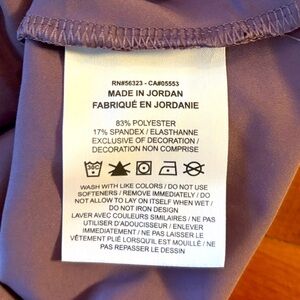 RN#56323 - CA#05553
MADE IN JORDAN
FABRIQUÉ EN JORDANIE
83% POLYESTER
17% SPANDEX / ELASTHANNE
EXCLUSIVE OF DECORATION /
DECORATION NON COMPRISE
30C
WASH WITH LIKE COLORS / DO NOT USE
SOFTENERS / REMOVE IMMEDIATELY / DO
NOT ALLOW TO LAY ON ITSELF WHEN WET /
DO NOT IRON DESIGN
LAVER AVEC COULEURS SIMILAIRES / NE PAS
UTILISER D'ADOUCISSEUR / ENLEVER
IMMEDIATEMENT / NE PAS LAISSER LE
VÊTEMENT PLIÉ LORSQU'IL EST MOUILLÉ / NE
PAS REPASSER LE DESSIN